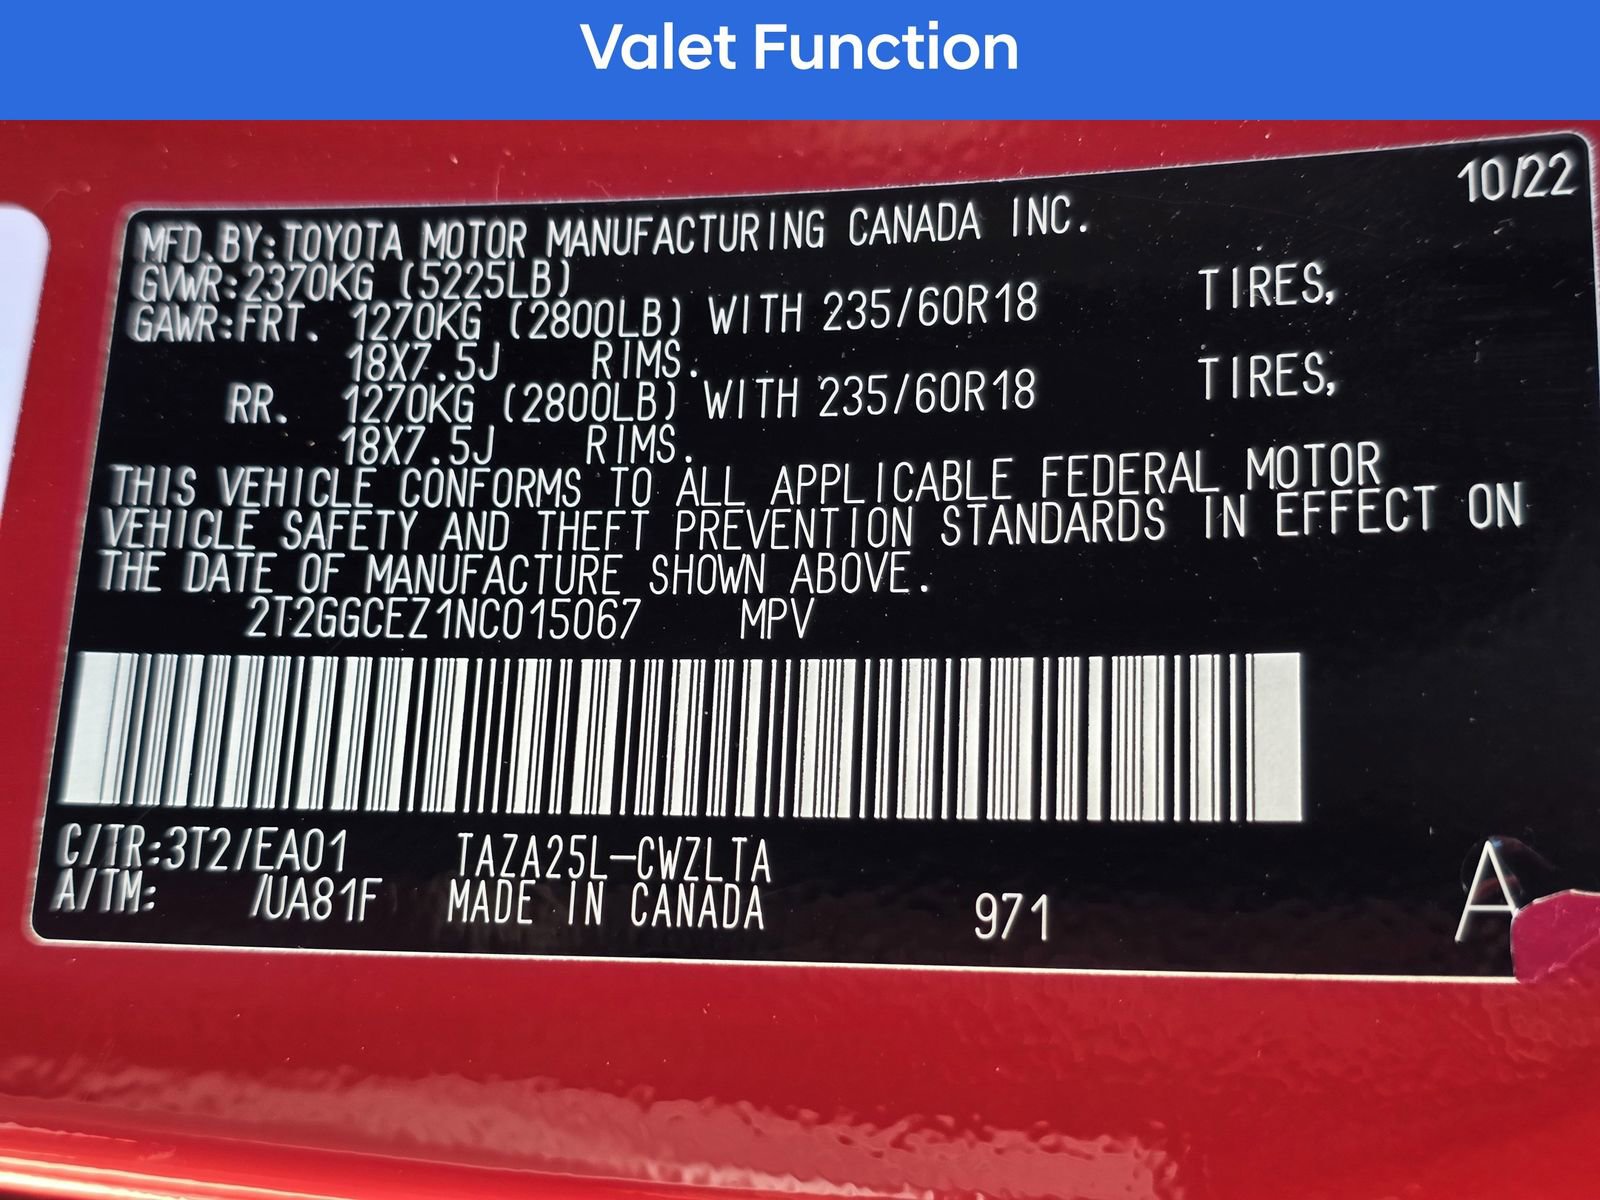 Valet Function
10/22
MFD.BY:TOYOTA MOTOR MANUFACTURING CANADA INC.
GVWR:2370KG (5225LB)
GAWR:FRT. 1270KG (2800LB) WITH 235/60R18 TIRES,
18X7.5J RIMS.
RR. 1270KG (2800LB) WITH 235/60R18 TIRES,
18X7.5J RIMS.
THIS VEHICLE CONFORMS TO ALL APPLICABLE FEDERAL MOTOR
VEHICLE SAFETY AND THEFT PREVENTION STANDARDS IN EFFECT ON
THE DATE OF MANUFACTURE SHOWN ABOVE.
2T2GGCEZ1NC015067 MPV
C/TR:3T2/EA01 TAZA25L-CWZLTA
A/TM: /UA81F MADE IN CANADA 971 A